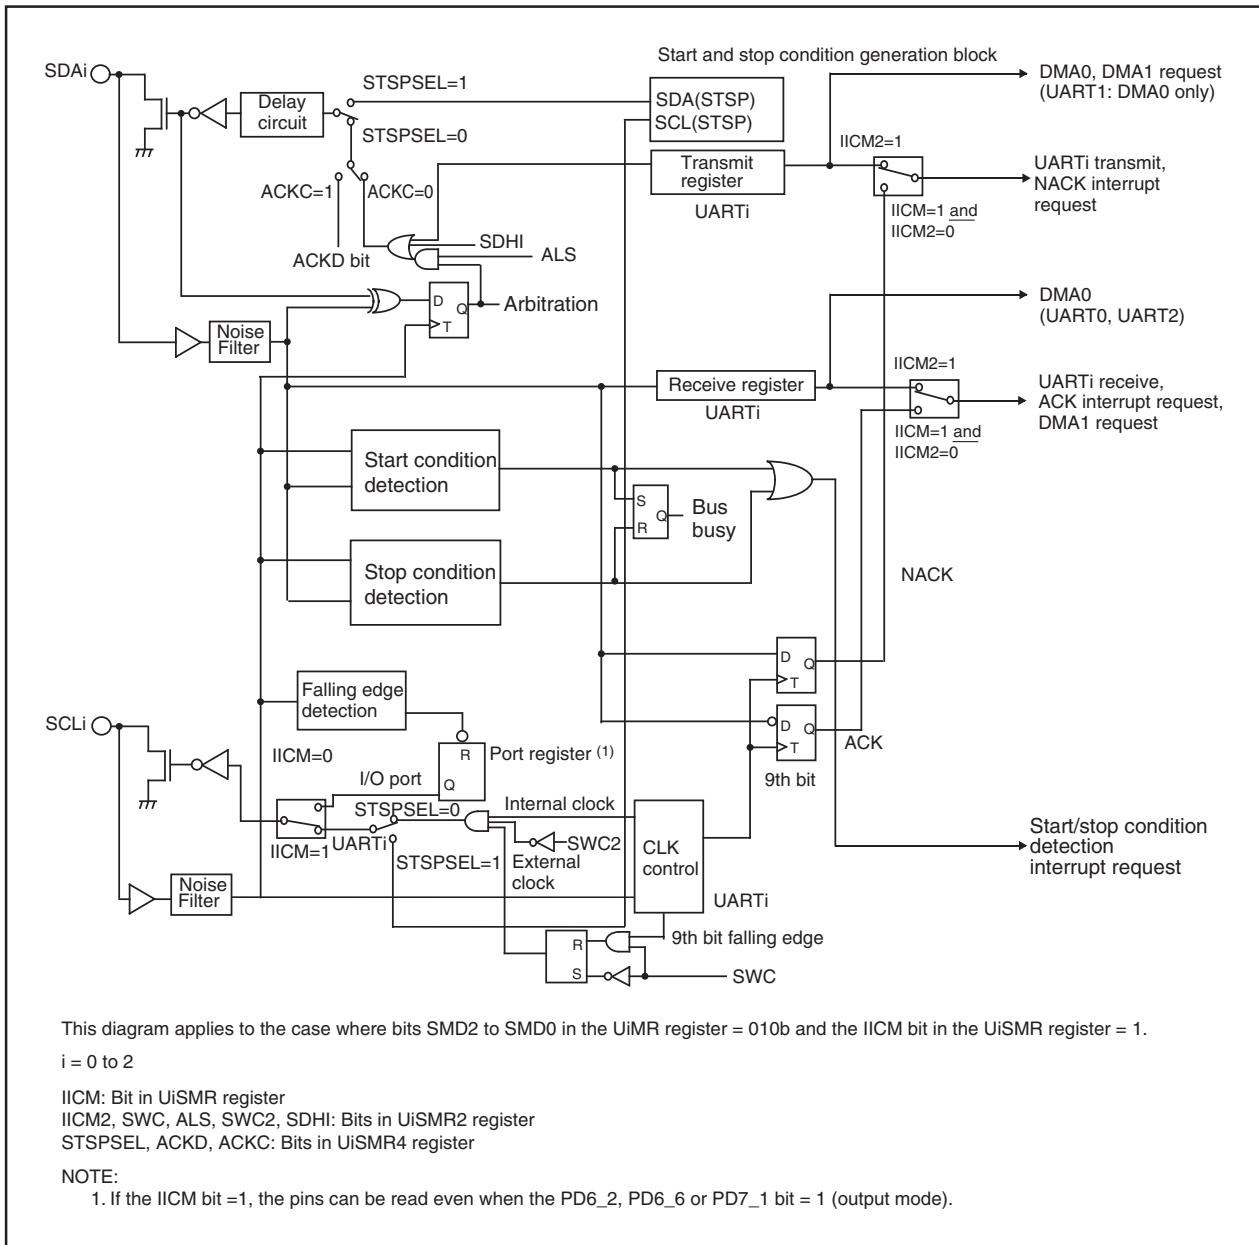 Start and stop condition generation block
SDAi
STSPSEL=1
Delay
circuit
STSPSEL=0
SDA(STSP)
SCL(STSP)
DMA0, DMA1 request
(UART1: DMA0 only)
IICM2=1
Transmit
register
UARTi
UARTi transmit,
NACK interrupt
request
ACKC=1
ACKC=0
IICM=1 and
IICM2=0
SDHI
ALS
ACKD bit
D
Q
T
Arbitration
DMA0
(UART0, UART2)
Noise
Filter
IICM2=1
Receive register
UARTi
UARTi receive,
ACK interrupt request,
DMA1 request
IICM=1 and
IICM2=0
Start condition
detection
S
R
Q
Bus
busy
Stop condition
detection
NACK
D
Q
T
Falling edge
detection
SCLi
D
Q
T
ACK
9th bit
R
Q
Port register (1)
IICM=0
I/O port
STSPSEL=0
Internal clock
IICM=1
UARTi
SWC2
External
clock
STSPSEL=1
CLK
control
UARTi
Start/stop condition
detection
interrupt request
Noise
Filter
R
S
9th bit falling edge
SWC
This diagram applies to the case where bits SMD2 to SMD0 in the UiMR register = 010b and the IICM bit in the UiSMR register = 1.
i = 0 to 2
IICM: Bit in UiSMR register
IICM2, SWC, ALS, SWC2, SDHI: Bits in UiSMR2 register
STSPSEL, ACKD, ACKC: Bits in UiSMR4 register
NOTE:
1. If the IICM bit =1, the pins can be read even when the PD6_2, PD6_6 or PD7_1 bit = 1 (output mode).